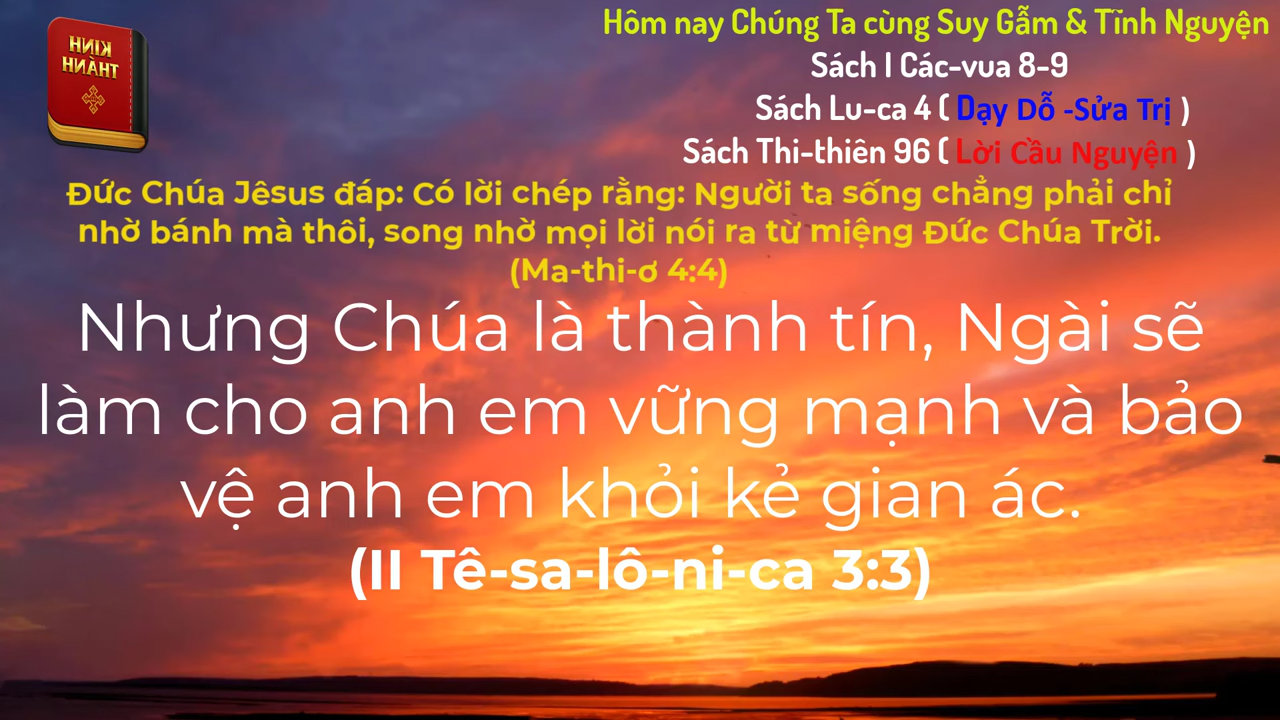 KINH
THÁNH
Hôm nay Chúng Ta cùng Suy Gẫm & Tĩnh Nguyện
Sách I Các-vua 8-9
Sách Lu-ca 4 ( Dạy Dỗ -Sửa Trị )
Sách Thi-thiên 96 ( Lời Cầu Nguyện )
Đức Chúa Jêsus đáp: Có lời chép rằng: Người ta sống chẳng phải chỉ
nhờ bánh mà thôi, song nhờ mọi lời nói ra từ miệng Đức Chúa Trời.
(Ma-thi-ơ 4:4)
Nhưng Chúa là thành tín, Ngài sẽ
làm cho anh em vững mạnh và bảo
vệ anh em khỏi kẻ gian ác.
(II Tê-sa-lô-ni-ca 3:3)